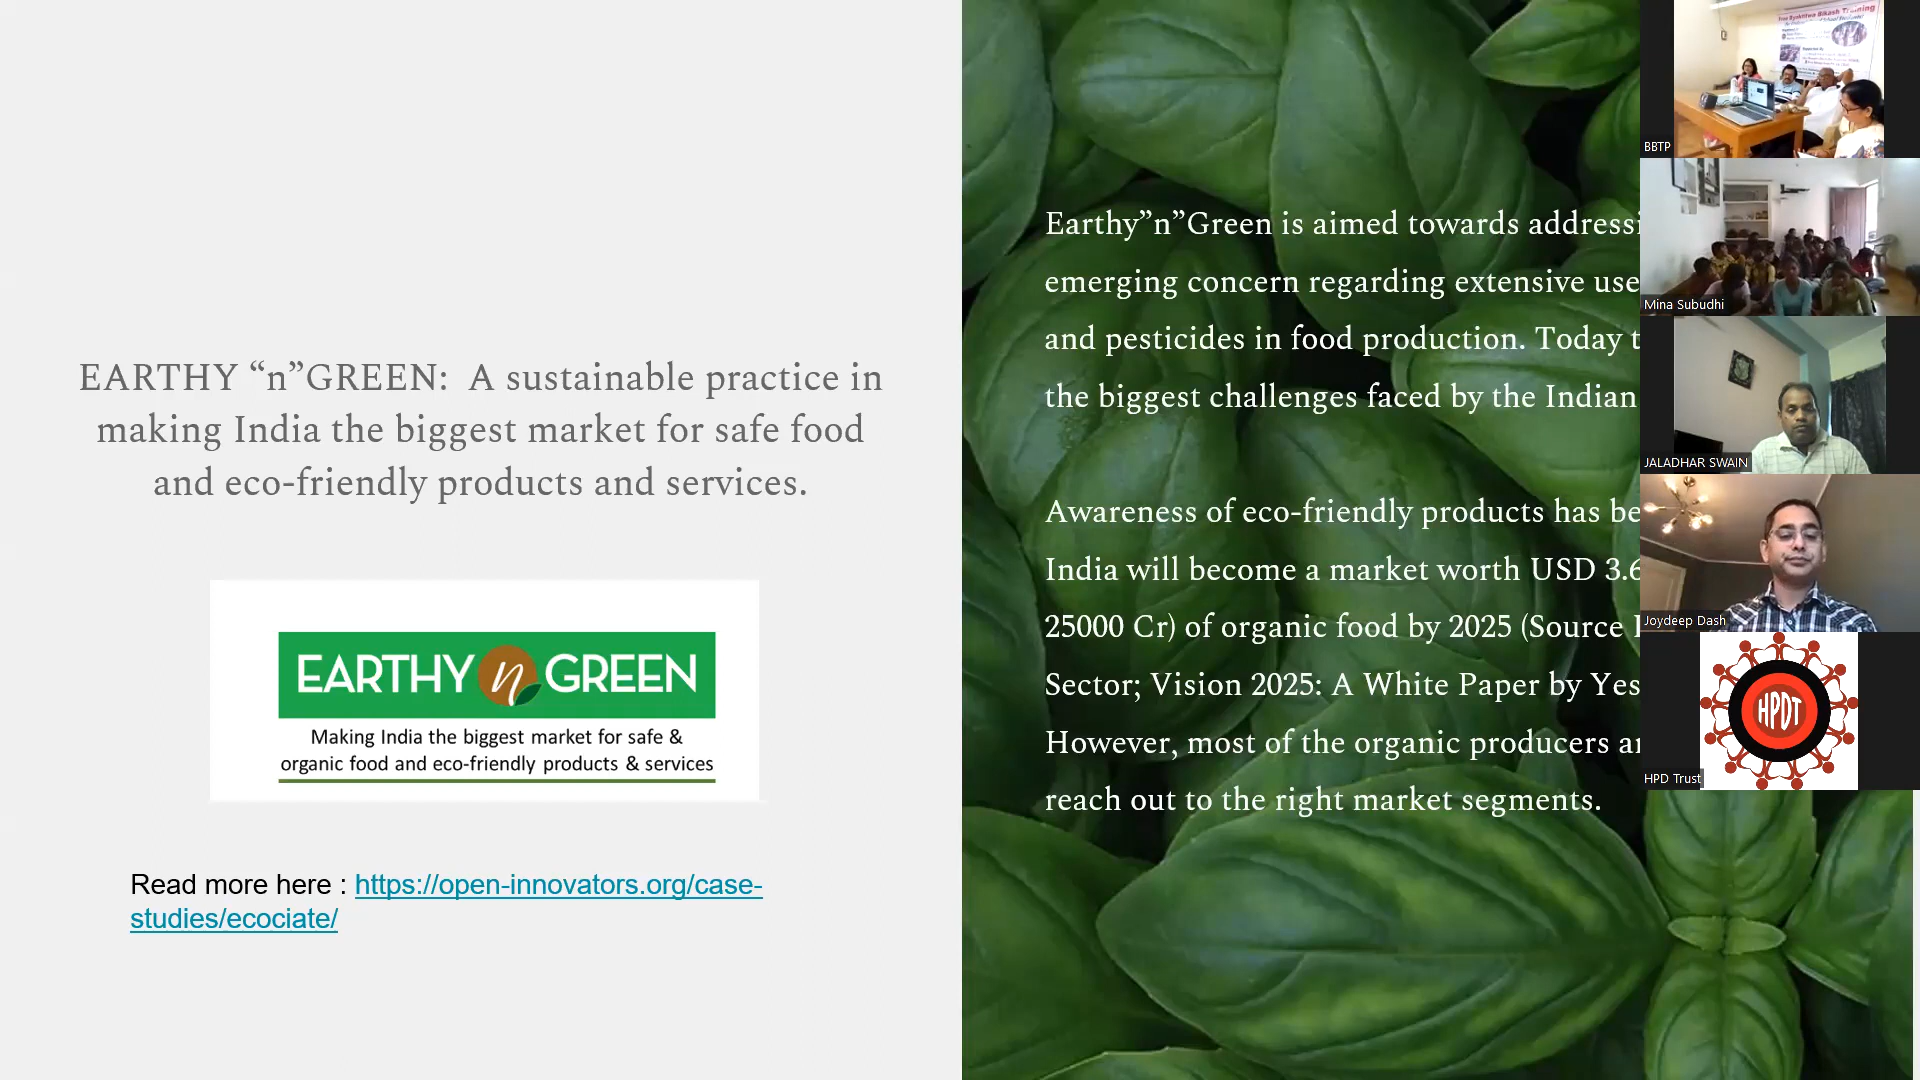 EARTHY “n”GREEN:  A sustainable practice in
making India the biggest market for safe food
and eco-friendly products and services.
EARTHY n GREEN
Making India the biggest market for safe &
organic food and eco-friendly products & services
Read more here : https://open-innovators.org/case-
studies/ecociate/
Earthy”n”Green is aimed towards addressi
emerging concern regarding extensive use
and pesticides in food production. Today t
the biggest challenges faced by the Indian
Awareness of eco-friendly products has be
India will become a market worth USD 3.6
25000 Cr) of organic food by 2025 (Source
Sector; Vision 2025: A White Paper by Yes
However, most of the organic producers ar
reach out to the right market segments.
BBTP
Mina Subudhi
JALADHAR SWAIN
Joydeep Dash
HPDT
HPD Trust